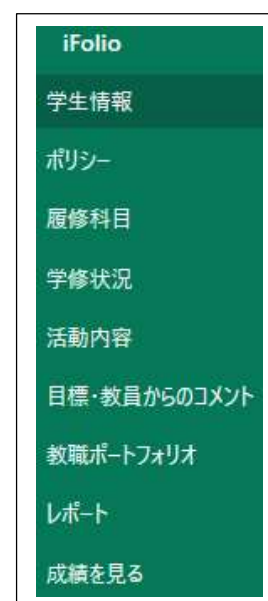 iFolio
学生情報
ポリシー
履修科目
学修状況
活動内容
目標・教員からのコメント
教職ポートフォリオ
レポート
成績を見る